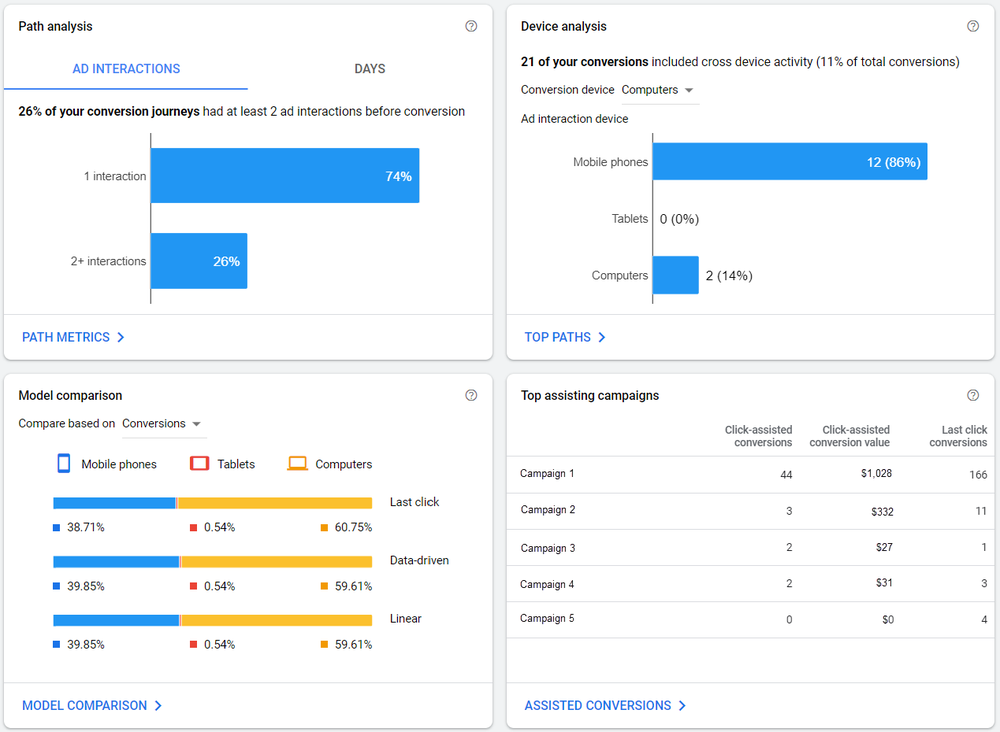 Path analysis
AD INTERACTIONS DAYS
26% of your conversion journeys had at least 2 ad interactions before conversion
1 interaction 74%
2+ interactions 26%
PATH METRICS
Device analysis
21 of your conversions included cross device activity (11% of total conversions)
Conversion device Computers
Ad interaction device
Mobile phones 12 (86%)
Tablets 0 (0%)
Computers 2 (14%)
TOP PATHS
Model comparison
Compare based on Conversions
Mobile phones Tablets Computers
Last click
38.71% 0.54% 60.75%
Data-driven
39.85% 0.54% 59.61%
Linear
39.85% 0.54% 59.61%
MODEL COMPARISON
Top assisting campaigns
Click-assisted Click-assisted Last click
conversions conversion value conversions
Campaign 1 44 $1,028 166
Campaign 2 3 $332 11
Campaign 3 2 $27 1
Campaign 4 2 $31 3
Campaign 5 0 $0 4
ASSISTED CONVERSIONS